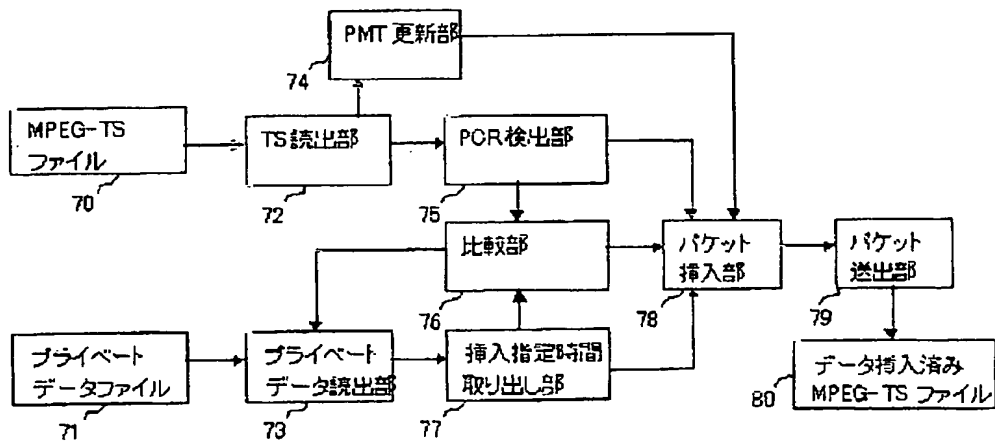 PMT 更新部
74
MPEG-TS
ファイル
70
TS読出部
72
PCR検出部
75
比較部
76
パケット
挿入部
78
パケット
送出部
79
プライベート
データファイル
71
プライベート
データ読出部
73
挿入指定時間
取り出し部
77
データ挿入済み
MPEG-TS ファイル
80